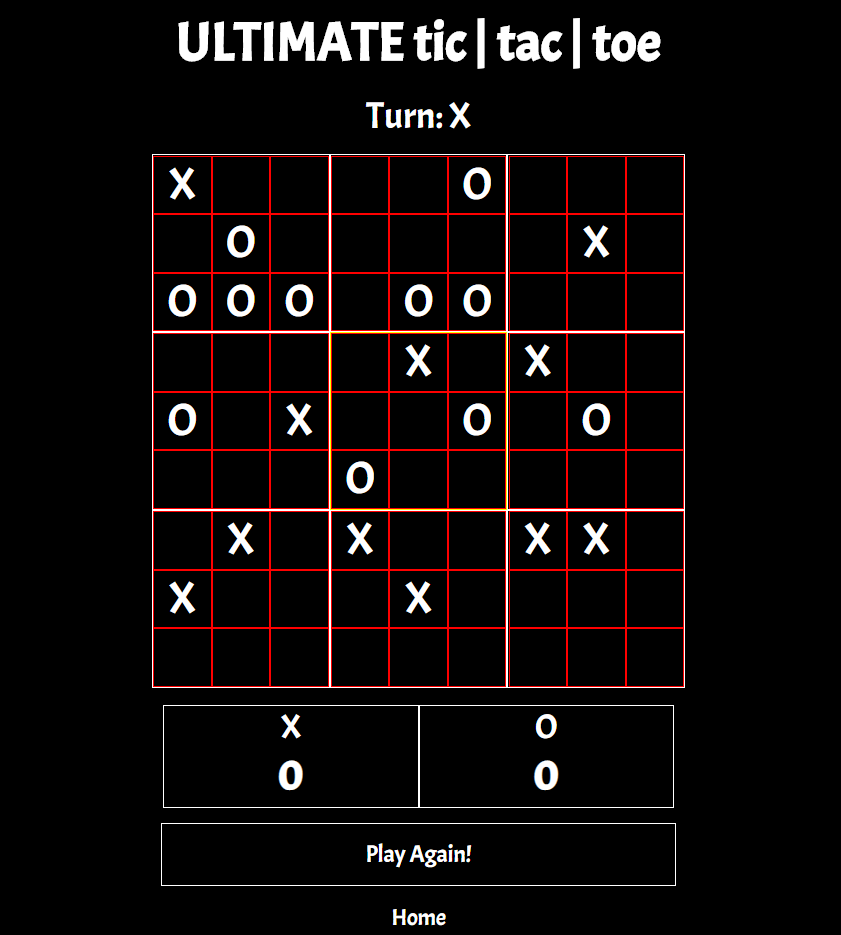 ULTIMATE tic | tac | toe
Turn: X
X O
O X
O O O O O
X X
O X O O
O
X X X X
X X
X O
0 0
Play Again!
Home